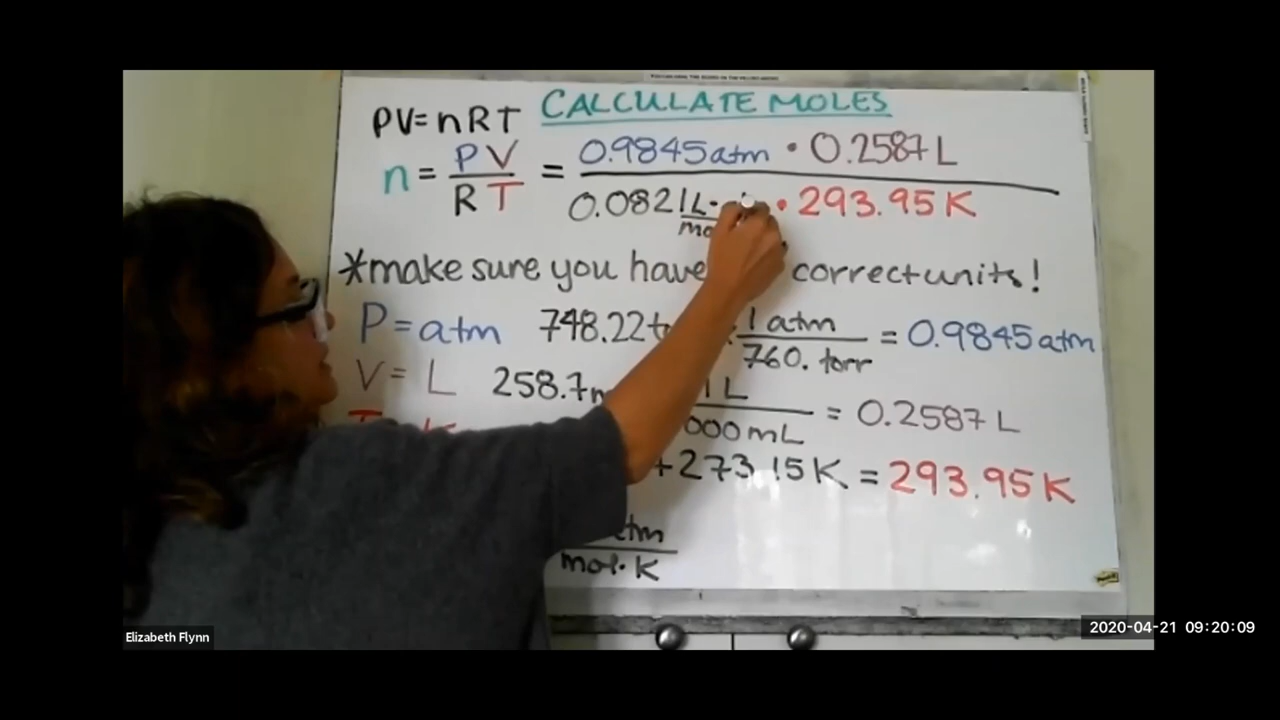 CALCULATE MOLES
PV=nRT
n = PV / RT = 0.9845 atm · 0.2587 L / 0.0821 L· · 293.95 K
*make sure you have correct units!
P = atm 748.22 1 atm / 760. torr = 0.9845 atm
V = L 258.7 1 L / 000 mL = 0.2587 L
+273.15 K = 293.95 K
atm / mol·K
Elizabeth Flynn
2020-04-21 09:20:09